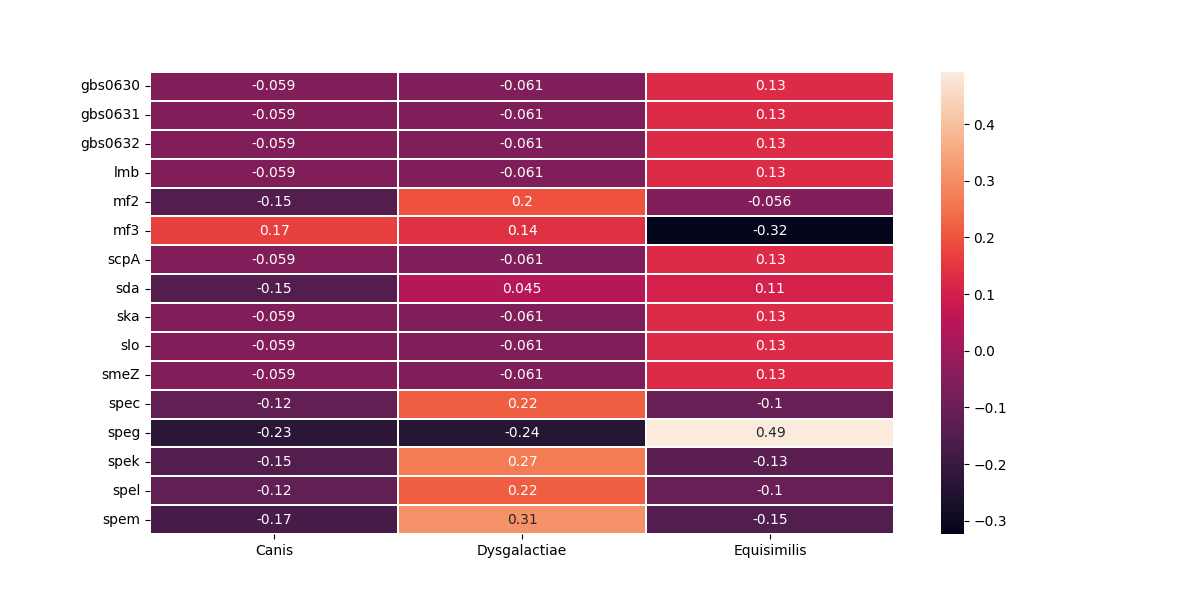 gbs0630 -0.059 -0.061 0.13
gbs0631 -0.059 -0.061 0.13
gbs0632 -0.059 -0.061 0.13
lmb -0.059 -0.061 0.13
mf2 -0.15 0.2 -0.056
mf3 0.17 0.14 -0.32
scpA -0.059 -0.061 0.13
sda -0.15 0.045 0.11
ska -0.059 -0.061 0.13
slo -0.059 -0.061 0.13
smeZ -0.059 -0.061 0.13
spec -0.12 0.22 -0.1
speg -0.23 -0.24 0.49
spek -0.15 0.27 -0.13
spel -0.12 0.22 -0.1
spem -0.17 0.31 -0.15
Canis Dysgalactiae Equisimilis
0.4
0.3
0.2
0.1
0.0
−0.1
−0.2
−0.3